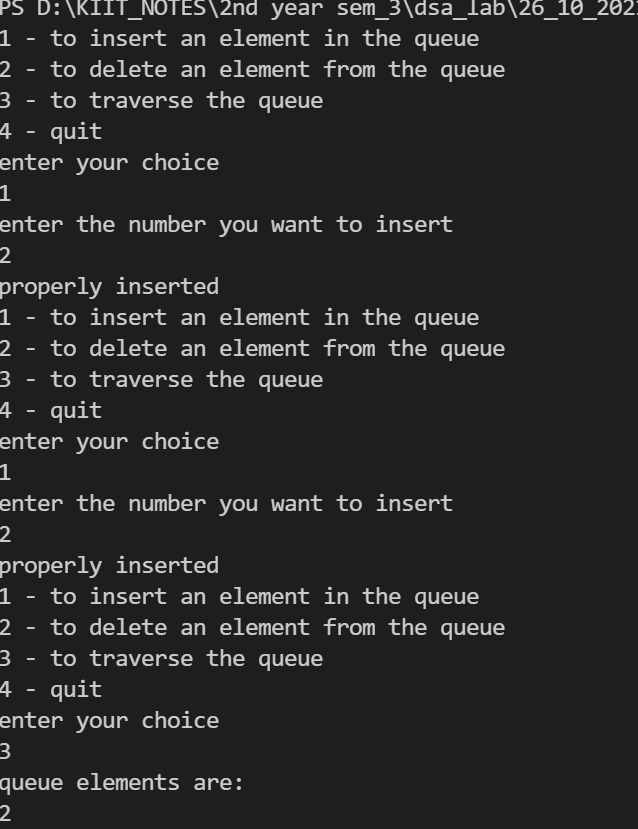 PS D:\KIIT_NOTES\2nd year sem_3\dsa_lab\26_10_202
1 - to insert an element in the queue
2 - to delete an element from the queue
3 - to traverse the queue
4 - quit
enter your choice
1
enter the number you want to insert
2
properly inserted
1 - to insert an element in the queue
2 - to delete an element from the queue
3 - to traverse the queue
4 - quit
enter your choice
1
enter the number you want to insert
2
properly inserted
1 - to insert an element in the queue
2 - to delete an element from the queue
3 - to traverse the queue
4 - quit
enter your choice
3
queue elements are:
2